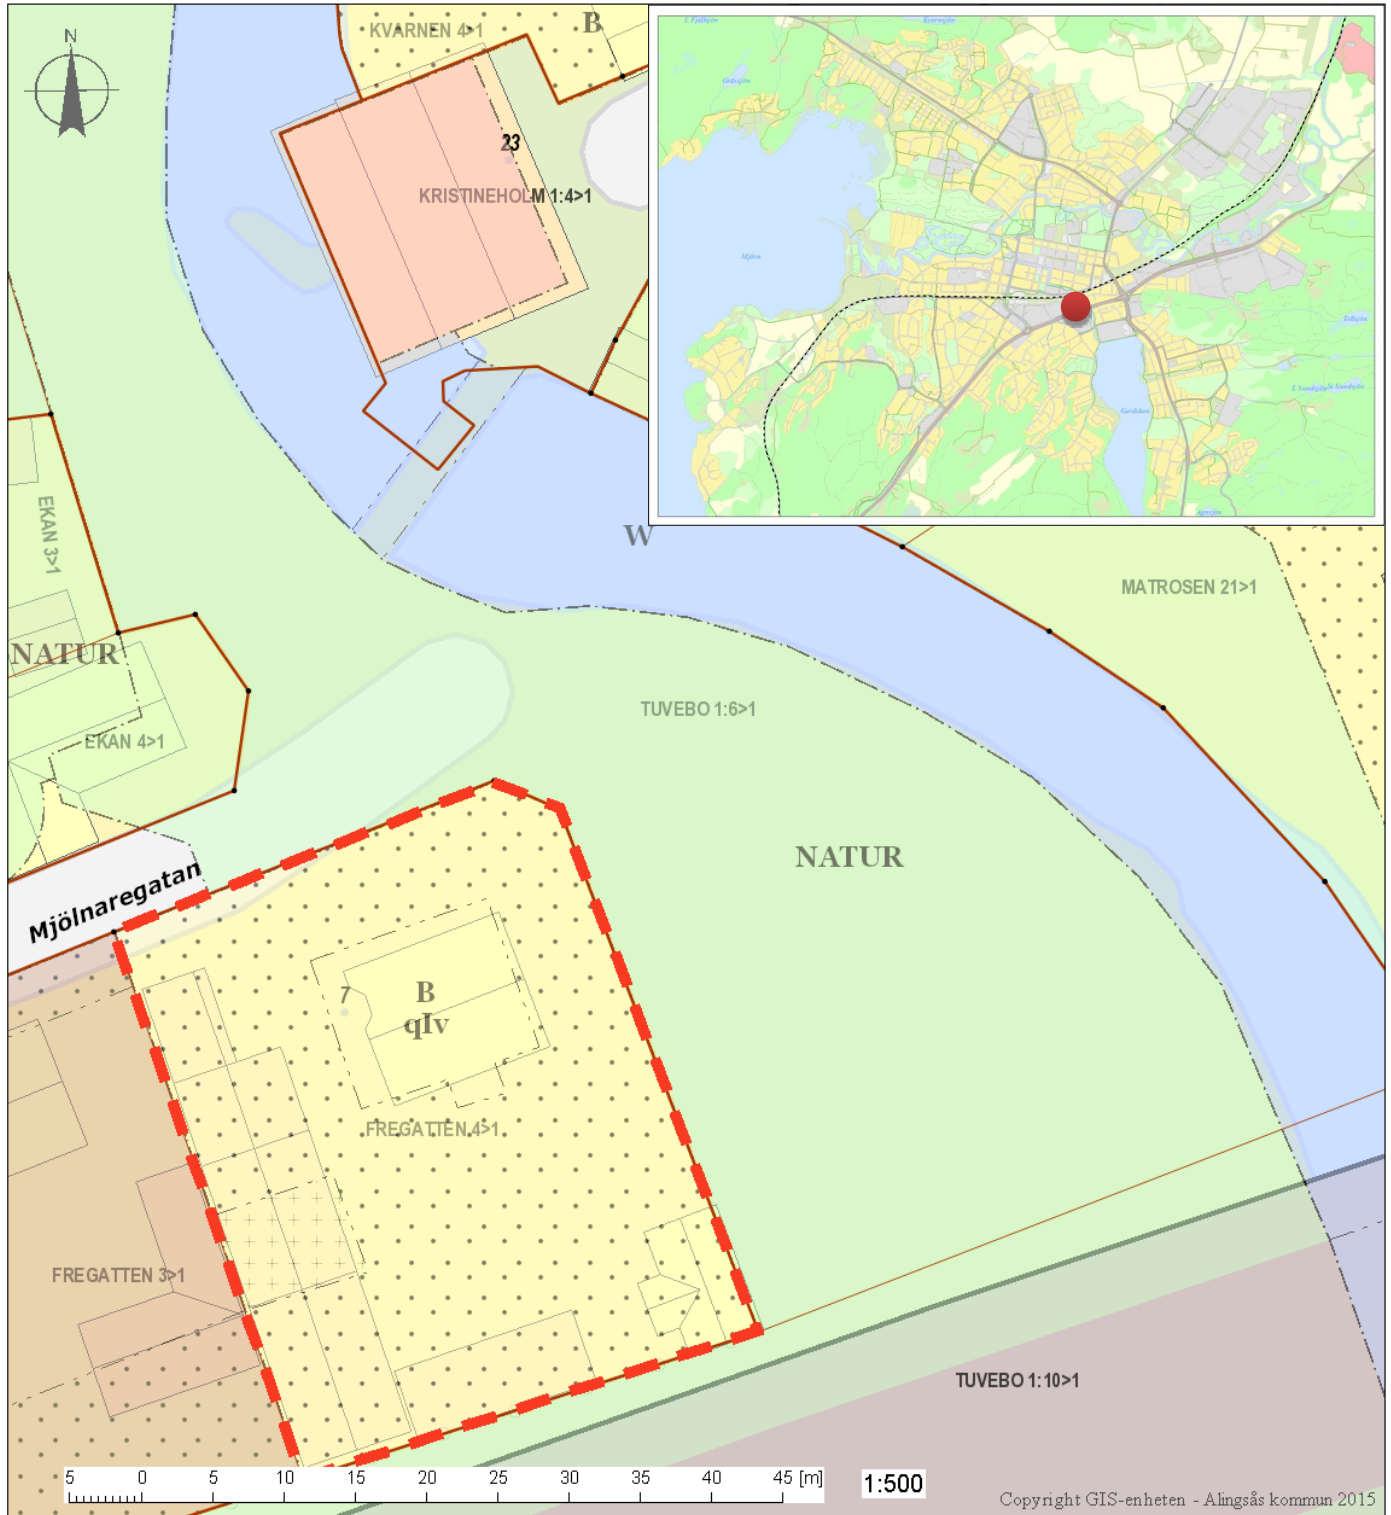 N
KVARNEN 4>1
B
23
KRISTINEHOLM 1:4>1
Mjörn
Gerdsken
W
EKAN 3>1
MATROSEN 21>1
NATUR
TUVEBO 1:6>1
EKAN 4>1
NATUR
Mjölnaregatan
7
B
qIv
FREGATTEN 4>1
FREGATTEN 3>1
TUVEBO 1:10>1
5 0 5 10 15 20 25 30 35 40 45 [m]
1:500
Copyright GIS-enheten - Alingsås kommun 2015